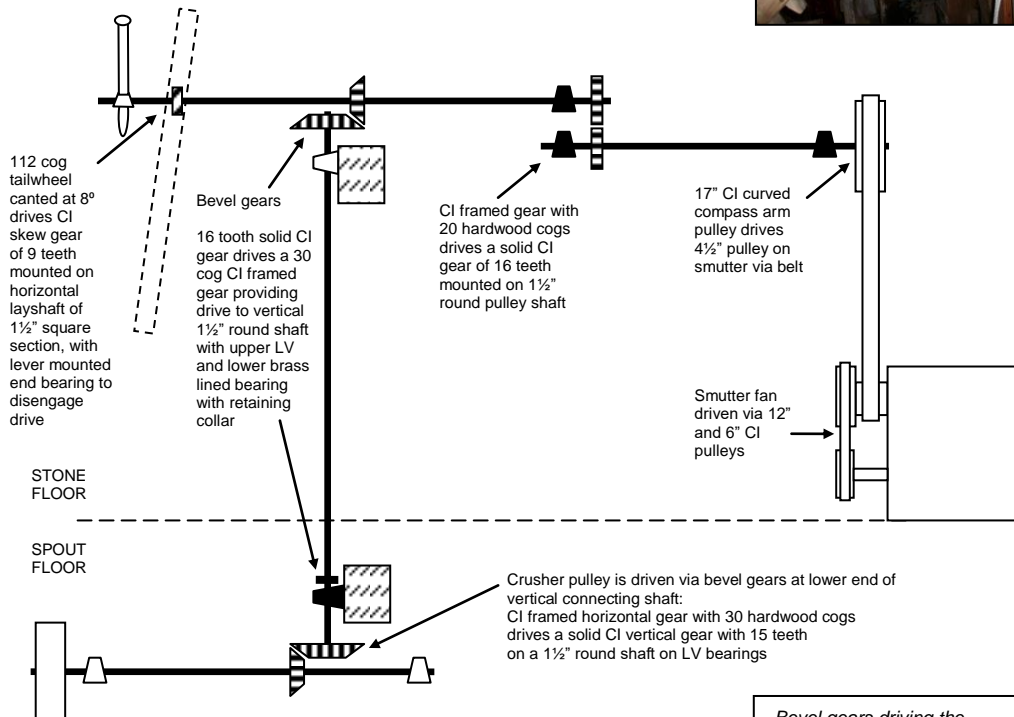 112 cog
tailwheel
canted at 8º
drives CI
skew gear
of 9 teeth
mounted on
horizontal
layshaft of
1½” square
section, with
lever mounted
end bearing to
disengage
drive
Bevel gears
16 tooth solid CI
gear drives a 30
cog CI framed
gear providing
drive to vertical
1½” round shaft
with upper LV
and lower brass
lined bearing
with retaining
collar
CI framed gear with
20 hardwood cogs
drives a solid CI
gear of 16 teeth
mounted on 1½”
round pulley shaft
17” CI curved
compass arm
pulley drives
4½” pulley on
smutter via belt
Smutter fan
driven via 12”
and 6” CI
pulleys
STONE
FLOOR
SPOUT
FLOOR
Crusher pulley is driven via bevel gears at lower end of
vertical connecting shaft:
CI framed horizontal gear with 30 hardwood cogs
drives a solid CI vertical gear with 15 teeth
on a 1½” round shaft on LV bearings
Bevel gears driving the